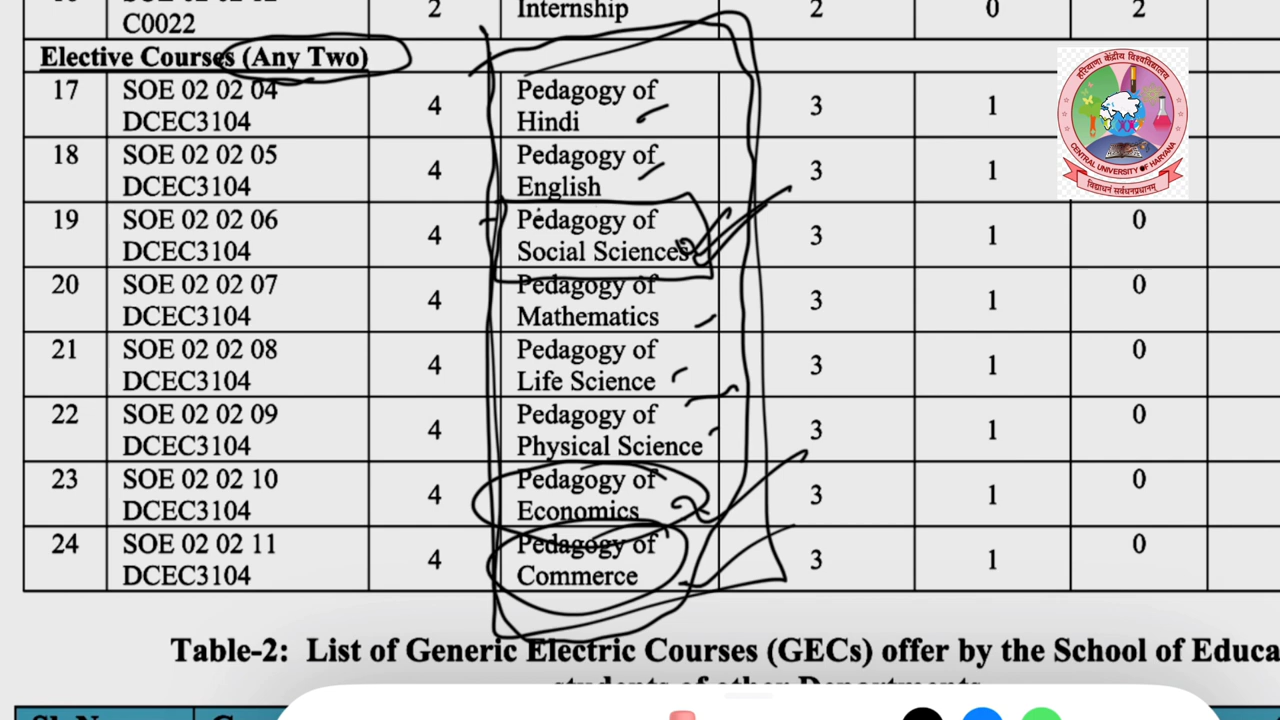 C0022 2 Internship 2 0 2
Elective Courses (Any Two)
17 SOE 02 02 04 DCEC3104 4 Pedagogy of Hindi 3 1
18 SOE 02 02 05 DCEC3104 4 Pedagogy of English 3 1
19 SOE 02 02 06 DCEC3104 4 Pedagogy of Social Sciences 3 1 0
20 SOE 02 02 07 DCEC3104 4 Pedagogy of Mathematics 3 1 0
21 SOE 02 02 08 DCEC3104 4 Pedagogy of Life Science 3 1 0
22 SOE 02 02 09 DCEC3104 4 Pedagogy of Physical Science 3 1 0
23 SOE 02 02 10 DCEC3104 4 Pedagogy of Economics 3 1 0
24 SOE 02 02 11 DCEC3104 4 Pedagogy of Commerce 3 1 0
हरियाणा केंद्रीय विश्वविद्यालय
CENTRAL UNIVERSITY OF HARYANA
विद्याधनं सर्वधनप्रधानम्
Table-2: List of Generic Electric Courses (GECs) offer by the School of Educa
students of other Departments